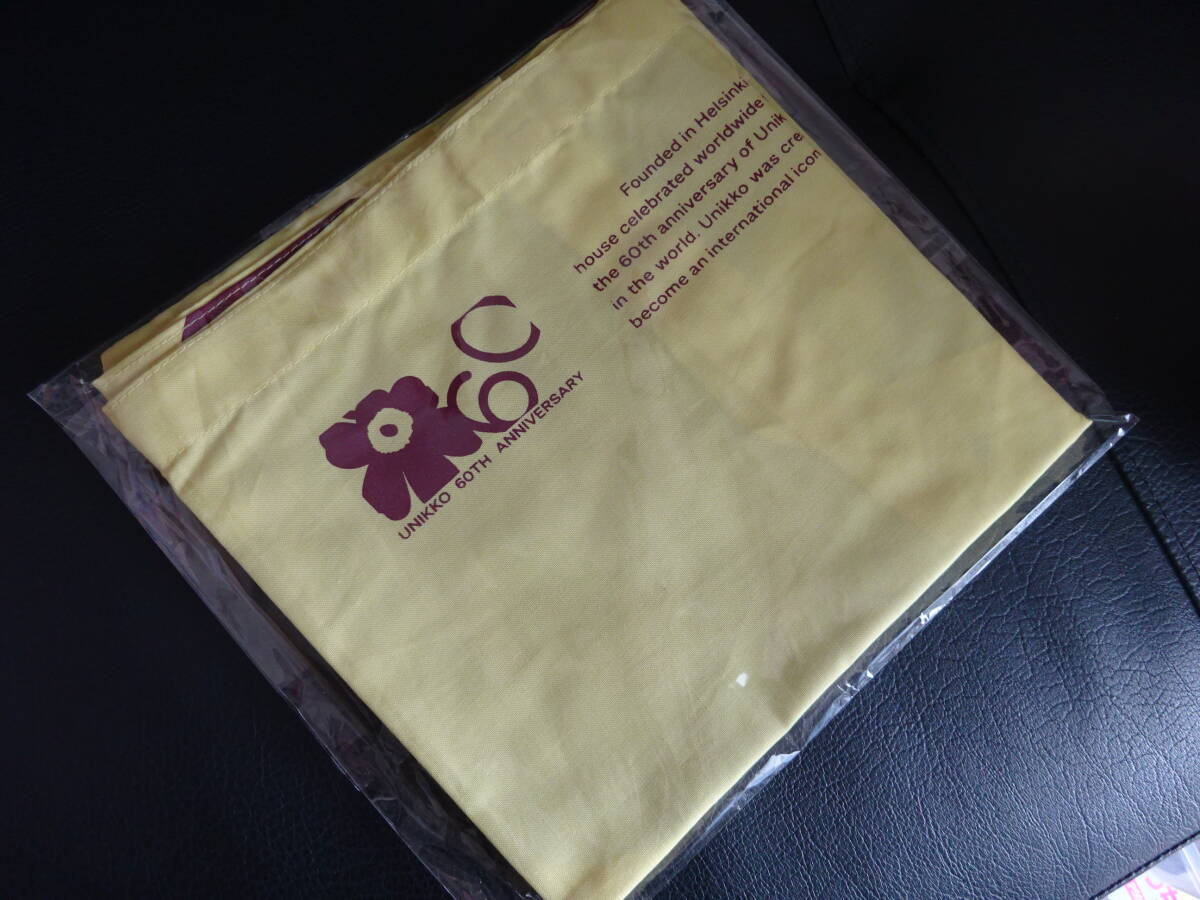 Founded in Helsinki
house celebrated worldwide
the 60th anniversary of Unik
in the world. Unikko was cre
become an international icon
60
UNIKKO 60TH ANNIVERSARY